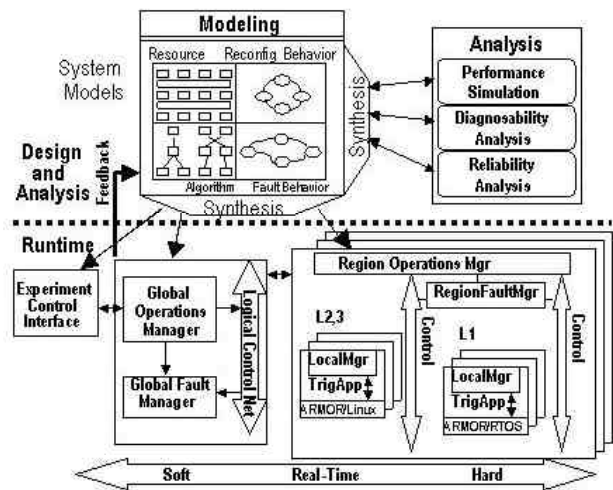 Modeling
Resource Reconfig Behavior
System
Models
Synthesis
Algorithm Fault Behavior
Synthesis
Analysis
Performance
Simulation
Diagnosability
Analysis
Reliability
Analysis
Design
and
Analysis
Feedback
Runtime
Experiment
Control
Interface
Global
Operations
Manager
Global Fault
Manager
Logical Control Net
Region Operations Mgr
RegionFaultMgr
L2,3
LocalMgr
TrigApp
ARMOR/Linux
Control
L1
LocalMgr
TrigApp
ARMOR/RTOS
Control
Soft Real-Time Hard